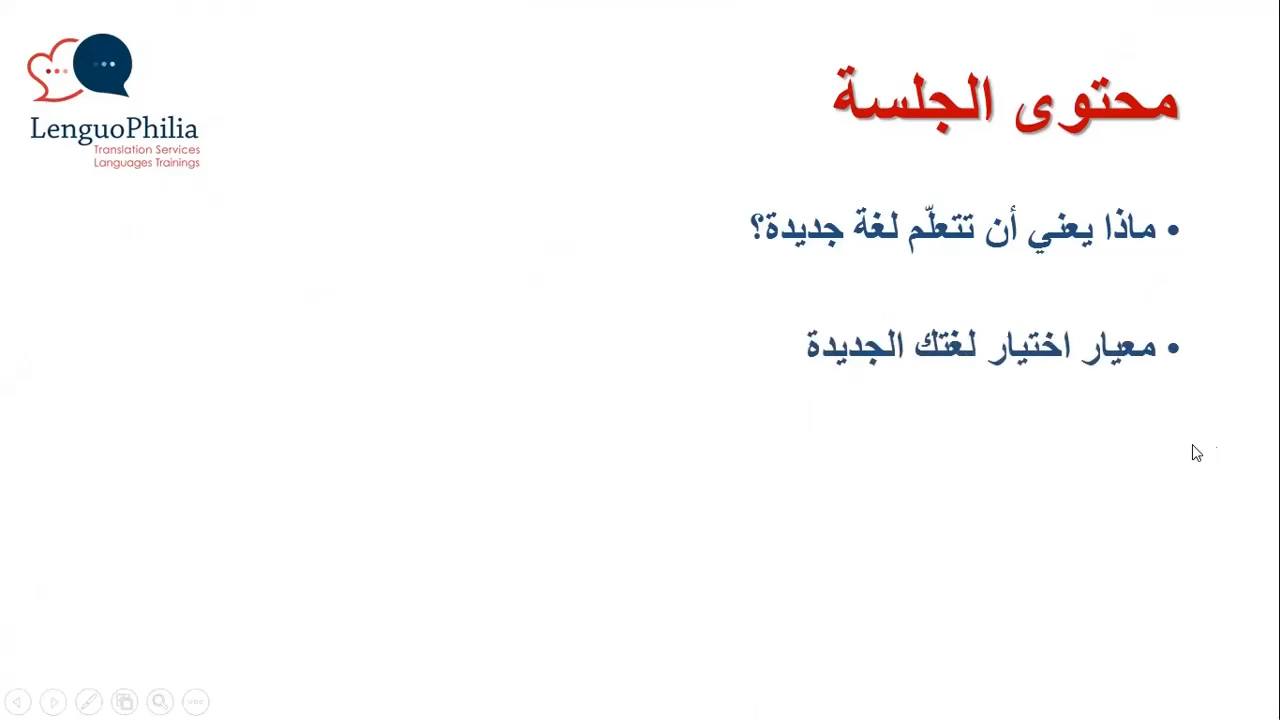 LenguoPhilia
Translation Services
Languages Trainings
محتوى الجلسة
• ماذا يعني أن تتعلّم لغة جديدة؟
• معيار اختيار لغتك الجديدة